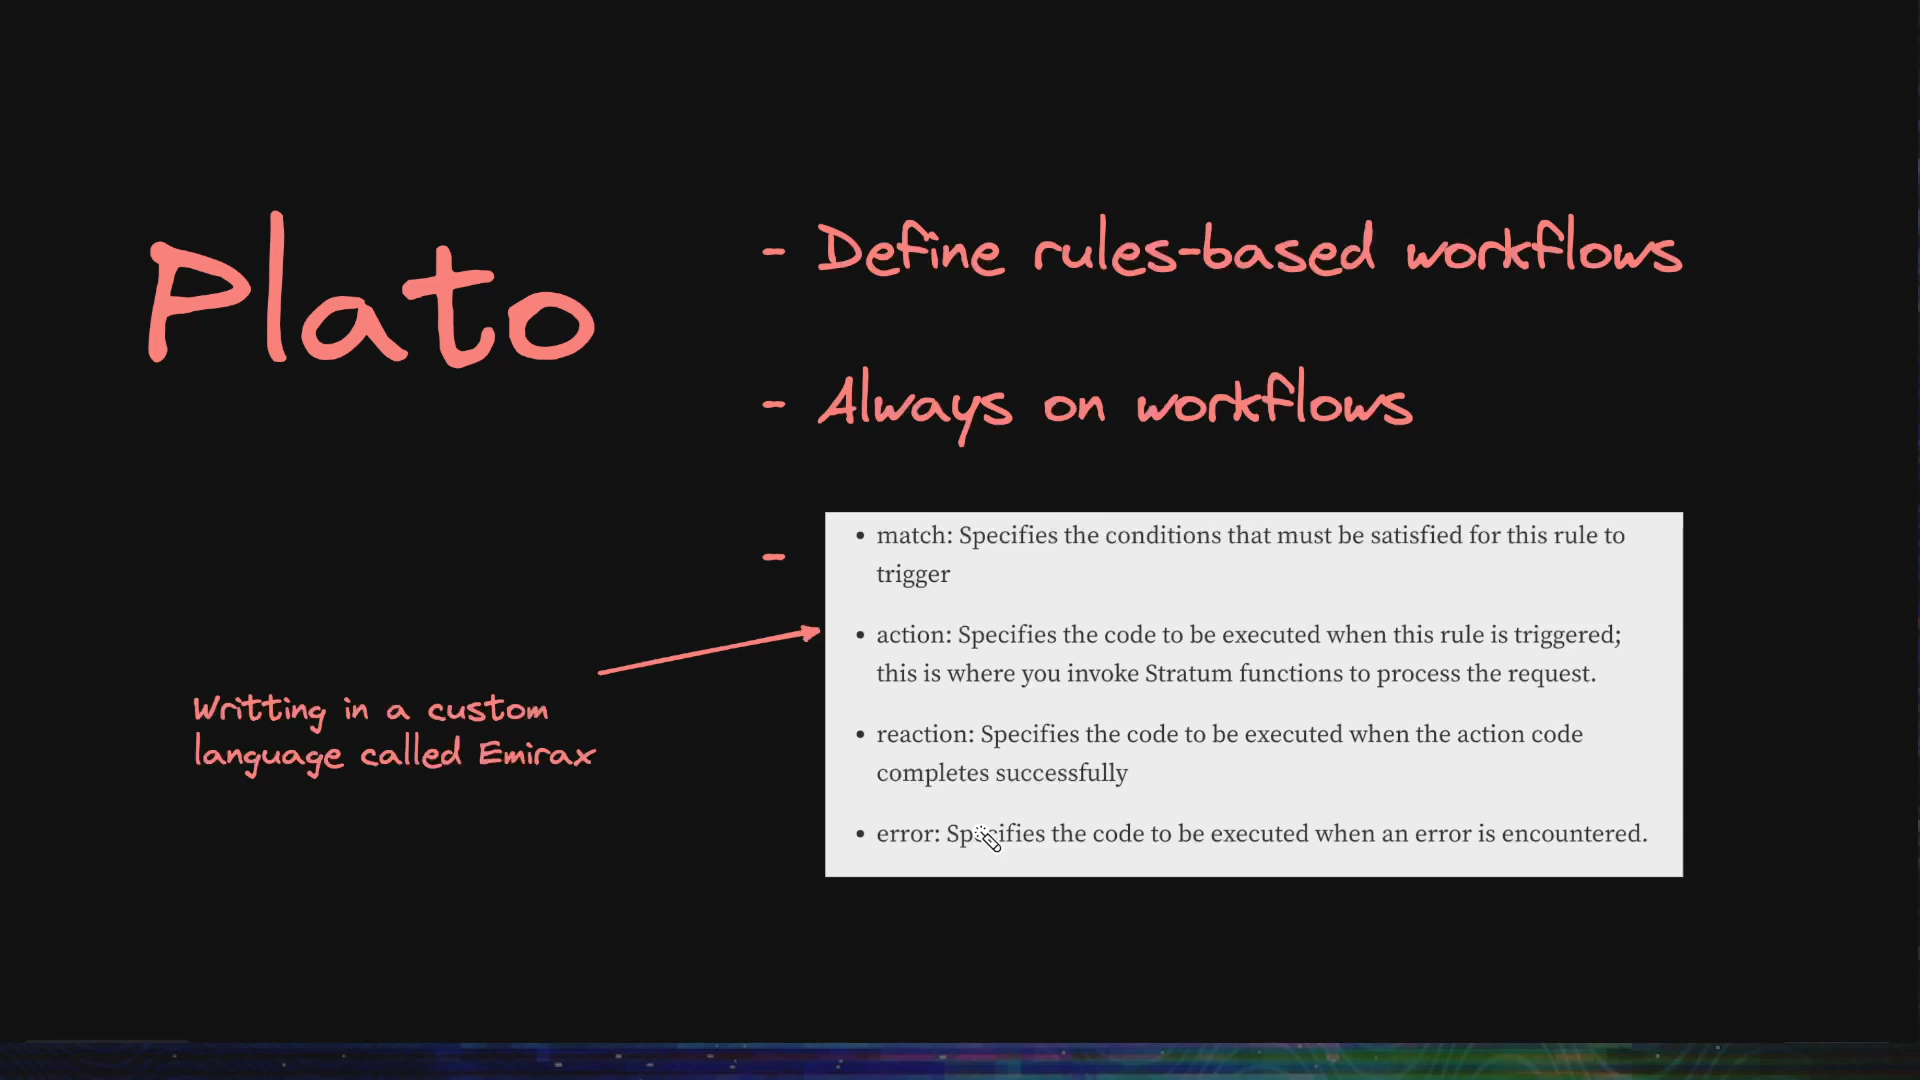 Plato
- Define rules-based workflows
- Always on workflows
-
• match: Specifies the conditions that must be satisfied for this rule to
trigger
• action: Specifies the code to be executed when this rule is triggered;
this is where you invoke Stratum functions to process the request.
• reaction: Specifies the code to be executed when the action code
completes successfully
• error: Specifies the code to be executed when an error is encountered.
Writting in a custom
language called Emirax